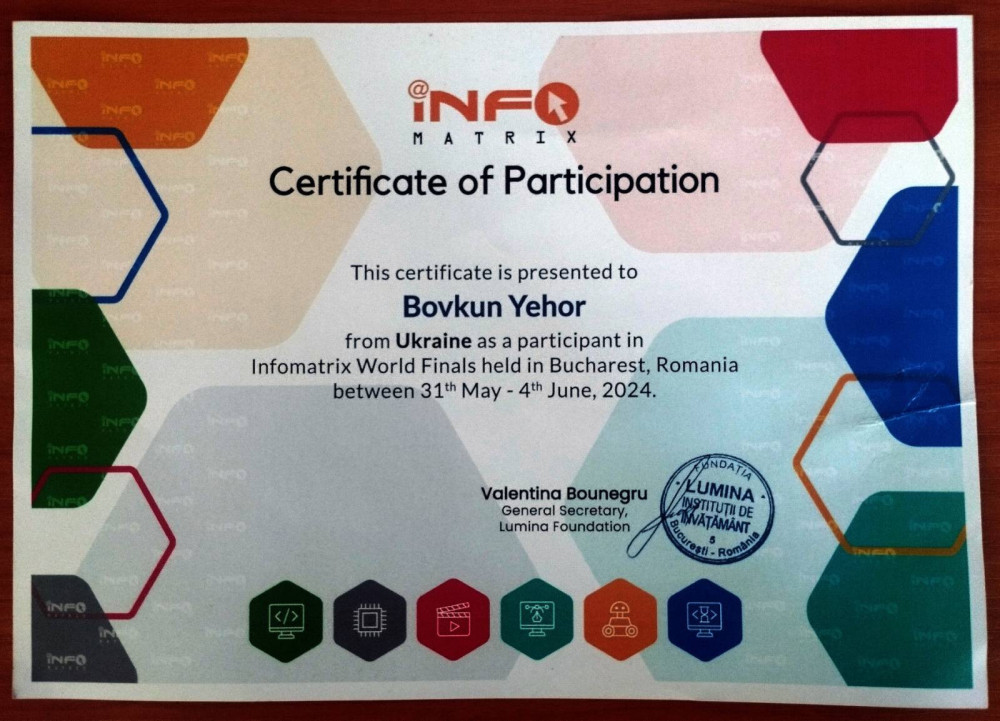 @INFO
MATRIX
Certificate of Participation
This certificate is presented to
Bovkun Yehor
from Ukraine as a participant in
Infomatrix World Finals held in Bucharest, Romania
between 31th May - 4th June, 2024.
Valentina Bounegru
General Secretary,
Lumina Foundation
FUNDAȚIA
LUMINA
INSTITUȚII DE
ÎNVĂȚĂMÂNT
5
București - România